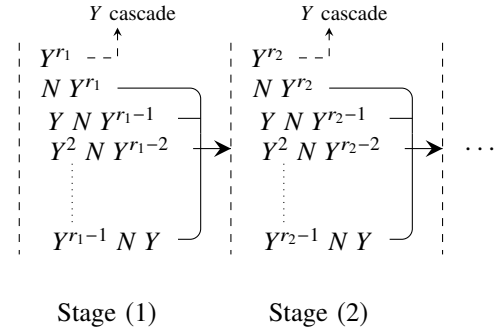 Y cascade Y cascade
Y^{r_1} Y^{r_2}
N Y^{r_1} N Y^{r_2}
Y N Y^{r_1-1} Y N Y^{r_2-1}
Y^2 N Y^{r_1-2} Y^2 N Y^{r_2-2} ...
Y^{r_1-1} N Y Y^{r_2-1} N Y
Stage (1) Stage (2)